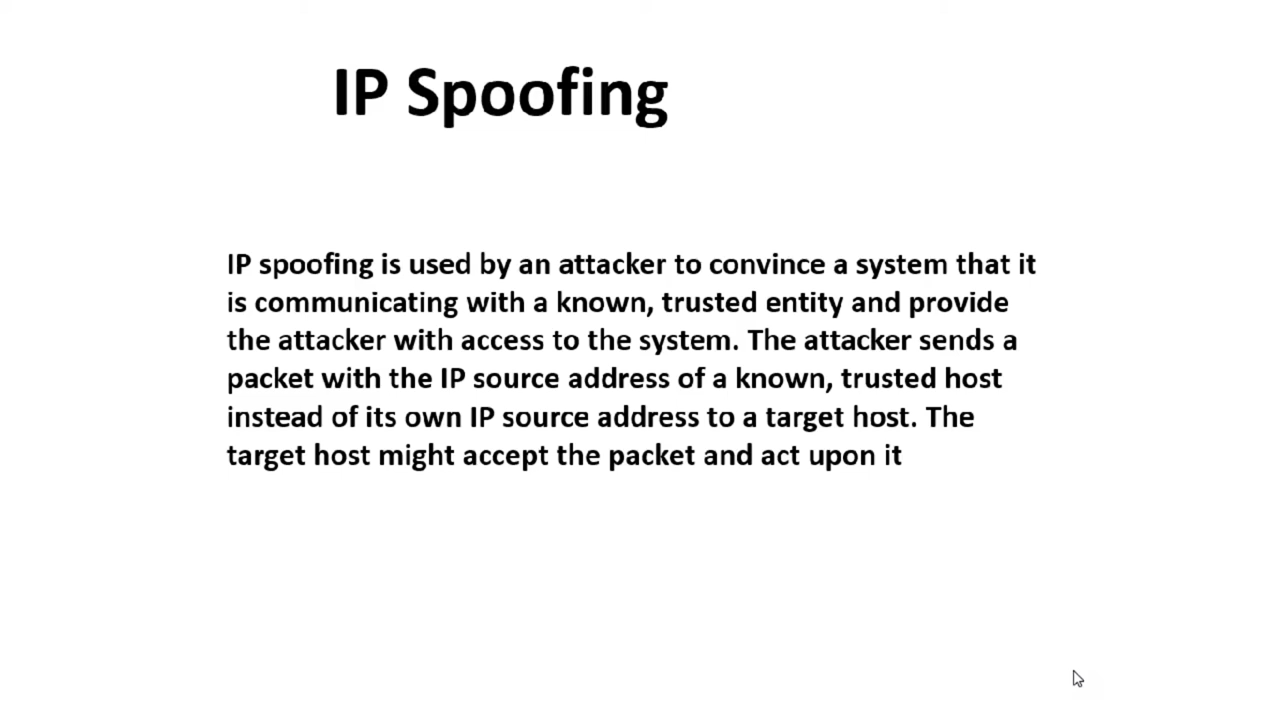 IP Spoofing
IP spoofing is used by an attacker to convince a system that it
is communicating with a known, trusted entity and provide
the attacker with access to the system. The attacker sends a
packet with the IP source address of a known, trusted host
instead of its own IP source address to a target host. The
target host might accept the packet and act upon it